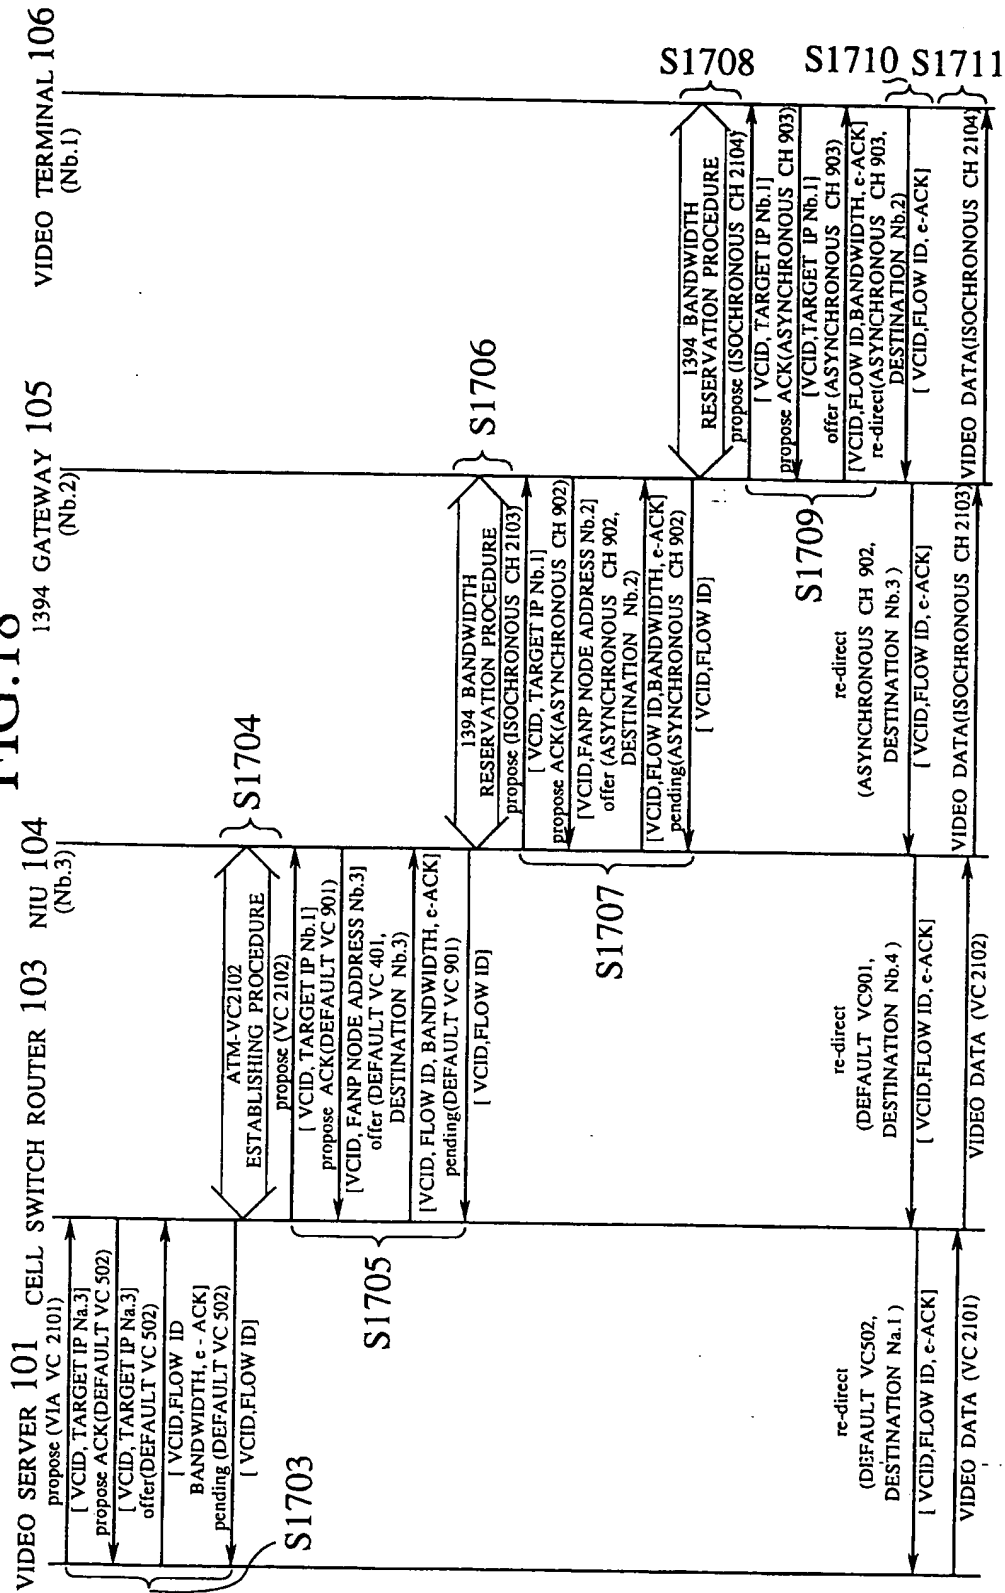 FIG.18
VIDEO SERVER 101
CELL SWITCH ROUTER 103
NIU 104
(Nb.3)
1394 GATEWAY 105
(Nb.2)
VIDEO TERMINAL 106
(Nb.1)
propose (VIA VC 2101)
[ VCID, TARGET IP Na.3]
propose ACK(DEFAULT VC 502)
[ VCID, TARGET IP Na.3]
offer(DEFAULT VC 502)
[ VCID,FLOW ID
BANDWIDTH, e - ACK]
pending (DEFAULT VC 502)
[ VCID,FLOW ID]
S1703
ATM-VC2102
ESTABLISHING PROCEDURE
S1704
propose (VC 2102)
[ VCID, TARGET IP Nb.1]
propose ACK(DEFAULT VC 901)
[VCID, FANP NODE ADDRESS Nb.3]
offer (DEFAULT VC 401,
DESTINATION Nb.3)
[VCID, FLOW ID, BANDWIDTH, e-ACK]
pending(DEFAULT VC 901)
[ VCID,FLOW ID]
S1705
1394 BANDWIDTH
RESERVATION PROCEDURE
S1706
propose (ISOCHRONOUS CH 2103)
[ VCID, TARGET IP Nb.1]
propose ACK(ASYNCHRONOUS CH 902)
[VCID,FANP NODE ADDRESS Nb.2]
offer (ASYNCHRONOUS CH 902,
DESTINATION Nb.2)
[VCID,FLOW ID,BANDWIDTH, e-ACK]
pending(ASYNCHRONOUS CH 902)
[ VCID,FLOW ID]
S1707
1394 BANDWIDTH
RESERVATION PROCEDURE
S1708
propose (ISOCHRONOUS CH 2104)
[ VCID, TARGET IP Nb.1]
propose ACK(ASYNCHRONOUS CH 903)
[VCID,TARGET IP Nb.1]
offer (ASYNCHRONOUS CH 903)
[VCID,FLOW ID,BANDWIDTH, e-ACK]
S1709
re-direct(ASYNCHRONOUS CH 903,
DESTINATION Nb.2)
[ VCID,FLOW ID, e-ACK]
S1710
re-direct
(ASYNCHRONOUS CH 902,
DESTINATION Nb.3 )
[ VCID,FLOW ID, e-ACK]
re-direct
(DEFAULT VC901,
DESTINATION Nb.4 )
[ VCID,FLOW ID, e-ACK]
re-direct
(DEFAULT VC502,
DESTINATION Na.1 )
[ VCID,FLOW ID, e-ACK]
VIDEO DATA (VC 2101)
VIDEO DATA (VC 2102)
VIDEO DATA(ISOCHRONOUS CH 2103)
VIDEO DATA(ISOCHRONOUS CH 2104)
S1711